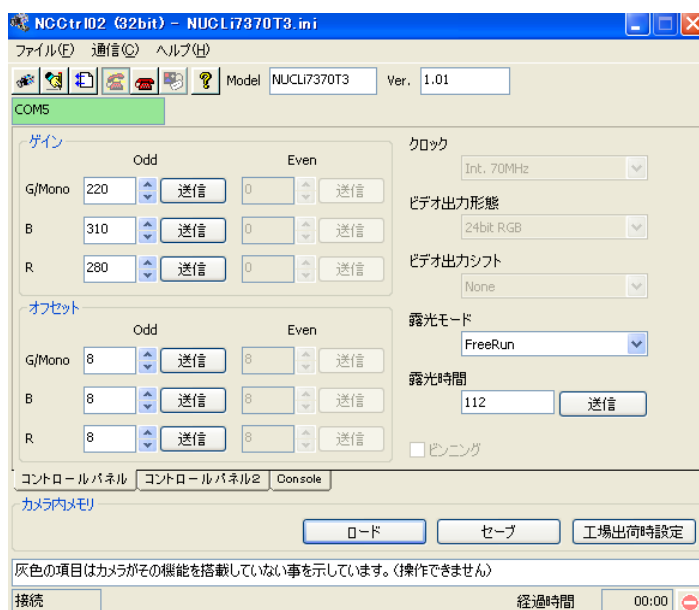 NCCtrl02 (32bit) - NUCLi7370T3.ini
ファイル(F) 通信(C) ヘルプ(H)
Model NUCLi7370T3 Ver. 1.01
COM5
ゲイン
Odd Even
G/Mono 220 送信 0 送信
B 310 送信 0 送信
R 280 送信 0 送信
オフセット
Odd Even
G/Mono 8 送信 8 送信
B 8 送信 8 送信
R 8 送信 8 送信
クロック
Int. 70MHz
ビデオ出力形態
24bit RGB
ビデオ出力シフト
None
露光モード
FreeRun
露光時間
112 送信
ビニング
コントロールパネル コントロールパネル2 Console
カメラ内メモリ
ロード セーブ 工場出荷時設定
灰色の項目はカメラがその機能を搭載していない事を示しています。(操作できません)
接続 経過時間 00:00